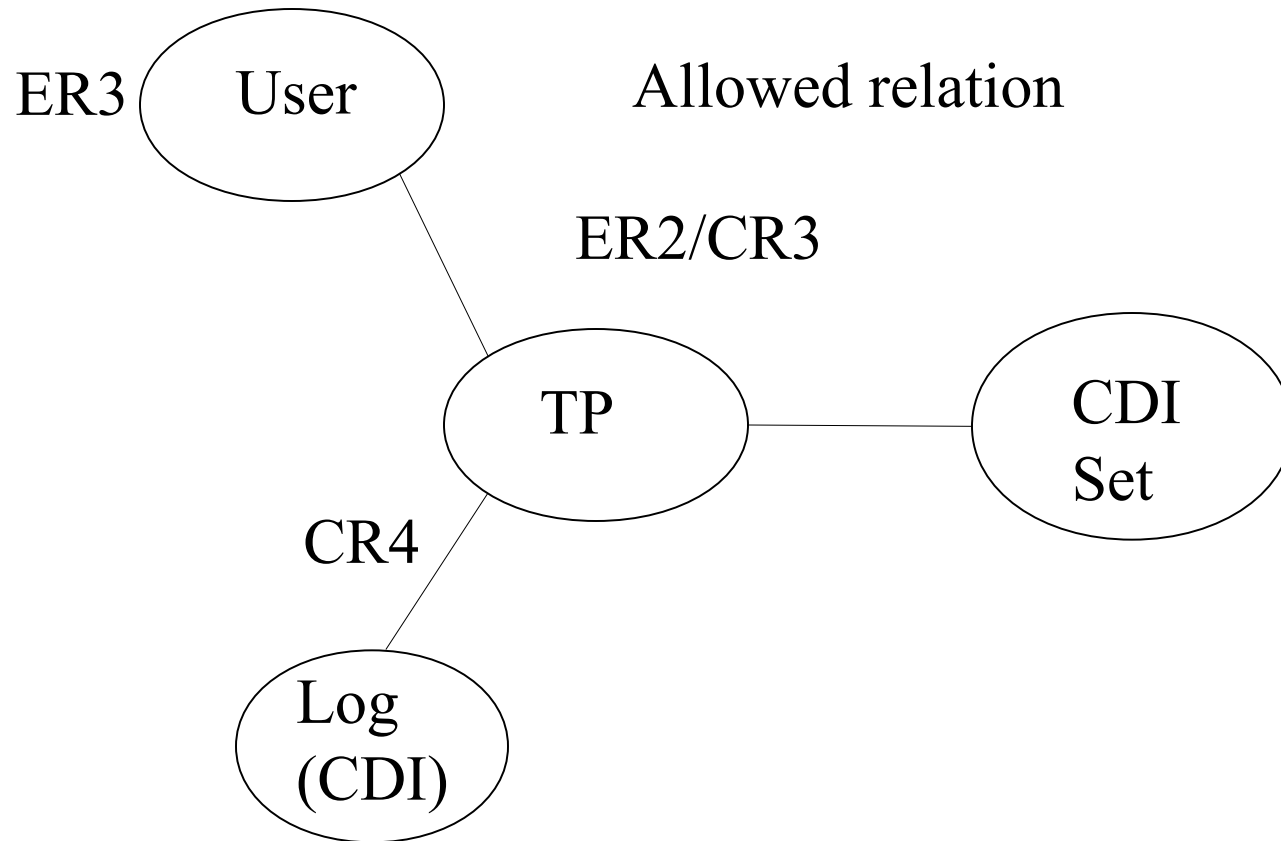 ER3
User
Allowed relation
ER2/CR3
TP
CDI
Set
CR4
Log
(CDI)